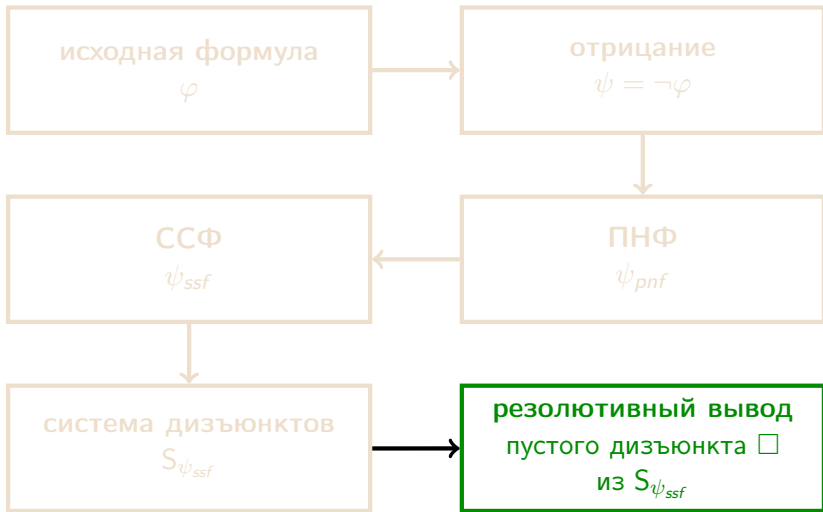 исходная формула
φ
отрицание
ψ = ¬φ
ССФ
ψ_ssf
ПНФ
ψ_pnf
система дизъюнктов
S_ψ_ssf
резолютивный вывод
пустого дизъюнкта □
из S_ψ_ssf